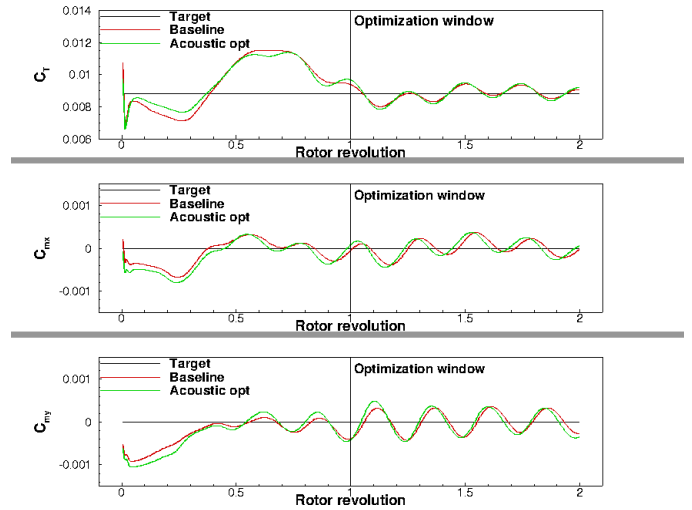 0.014
Target
Baseline
Acoustic opt
Optimization window
0.012
C_T
0.01
0.008
0.006
0
0.5
1
1.5
2
Rotor revolution
Target
Baseline
Acoustic opt
Optimization window
0.001
C_mx
0
-0.001
0
0.5
1
1.5
2
Rotor revolution
Target
Baseline
Acoustic opt
Optimization window
0.001
C_my
0
-0.001
0
0.5
1
1.5
2
Rotor revolution